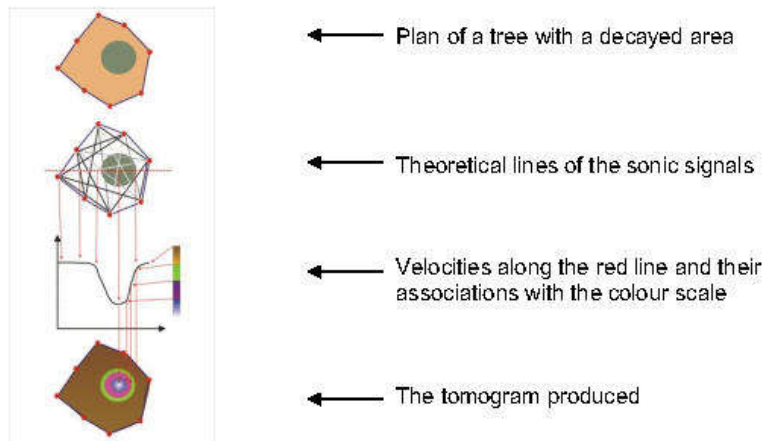 Plan of a tree with a decayed area
Theoretical lines of the sonic signals
Velocities along the red line and their
associations with the colour scale
The tomogram produced